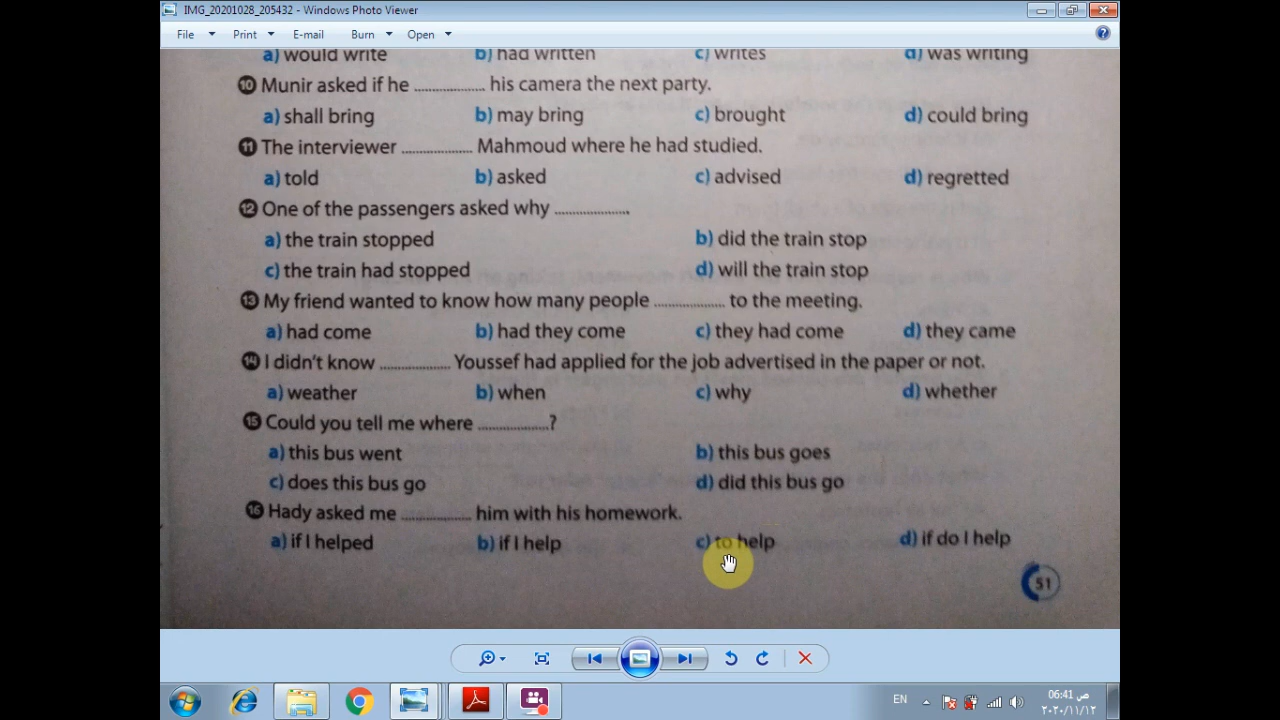 IMG_20201028_205432 - Windows Photo Viewer
File Print E-mail Burn Open
a) would write b) had written c) writes d) was writing
10 Munir asked if he .................. his camera the next party.
a) shall bring b) may bring c) brought d) could bring
11 The interviewer .................. Mahmoud where he had studied.
a) told b) asked c) advised d) regretted
12 One of the passengers asked why ..................
a) the train stopped b) did the train stop
c) the train had stopped d) will the train stop
13 My friend wanted to know how many people .................. to the meeting.
a) had come b) had they come c) they had come d) they came
14 I didn't know .................. Youssef had applied for the job advertised in the paper or not.
a) weather b) when c) why d) whether
15 Could you tell me where ..................?
a) this bus went b) this bus goes
c) does this bus go d) did this bus go
16 Hady asked me .................. him with his homework.
a) if I helped b) if I help c) to help d) if do I help
51
EN
06:41 ص
٢٠٢٠/١١/١٢